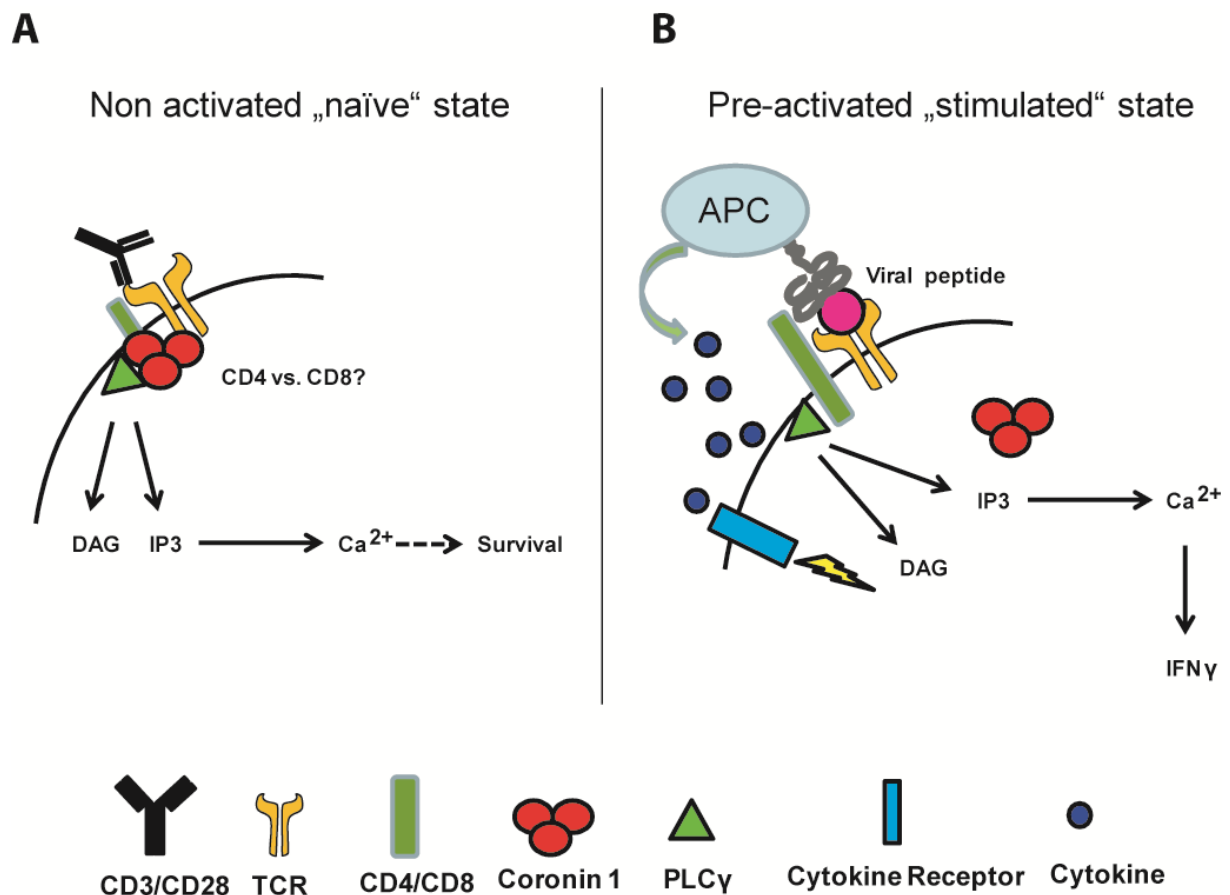 A
B
Non activated „naïve“ state
Pre-activated „stimulated“ state
APC
Viral peptide
CD4 vs. CD8?
DAG IP3 Ca2+ Survival
IP3 Ca2+
DAG
IFNγ
CD3/CD28 TCR CD4/CD8 Coronin 1 PLCγ Cytokine Receptor Cytokine